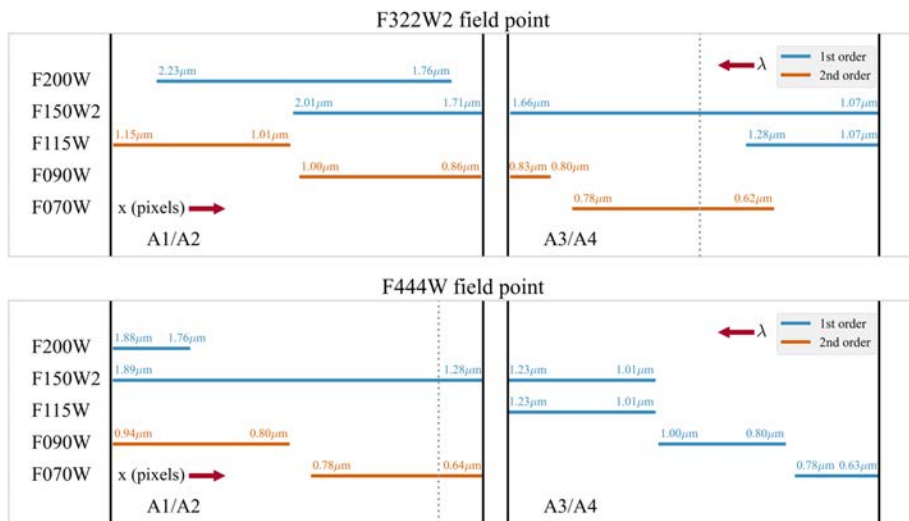 F322W2 field point
λ
1st order
2nd order
F200W
2.23μm 1.76μm
F150W2
2.01μm 1.71μm 1.66μm 1.07μm
F115W
1.15μm 1.01μm 1.28μm 1.07μm
F090W
1.00μm 0.86μm 0.83μm 0.80μm
F070W
x (pixels)
0.78μm 0.62μm
A1/A2
A3/A4
F444W field point
λ
1st order
2nd order
F200W
1.88μm 1.76μm
F150W2
1.89μm 1.28μm 1.23μm 1.01μm
F115W
1.23μm 1.01μm
F090W
0.94μm 0.80μm 1.00μm 0.80μm
F070W
x (pixels)
0.78μm 0.64μm 0.78μm 0.63μm
A1/A2
A3/A4